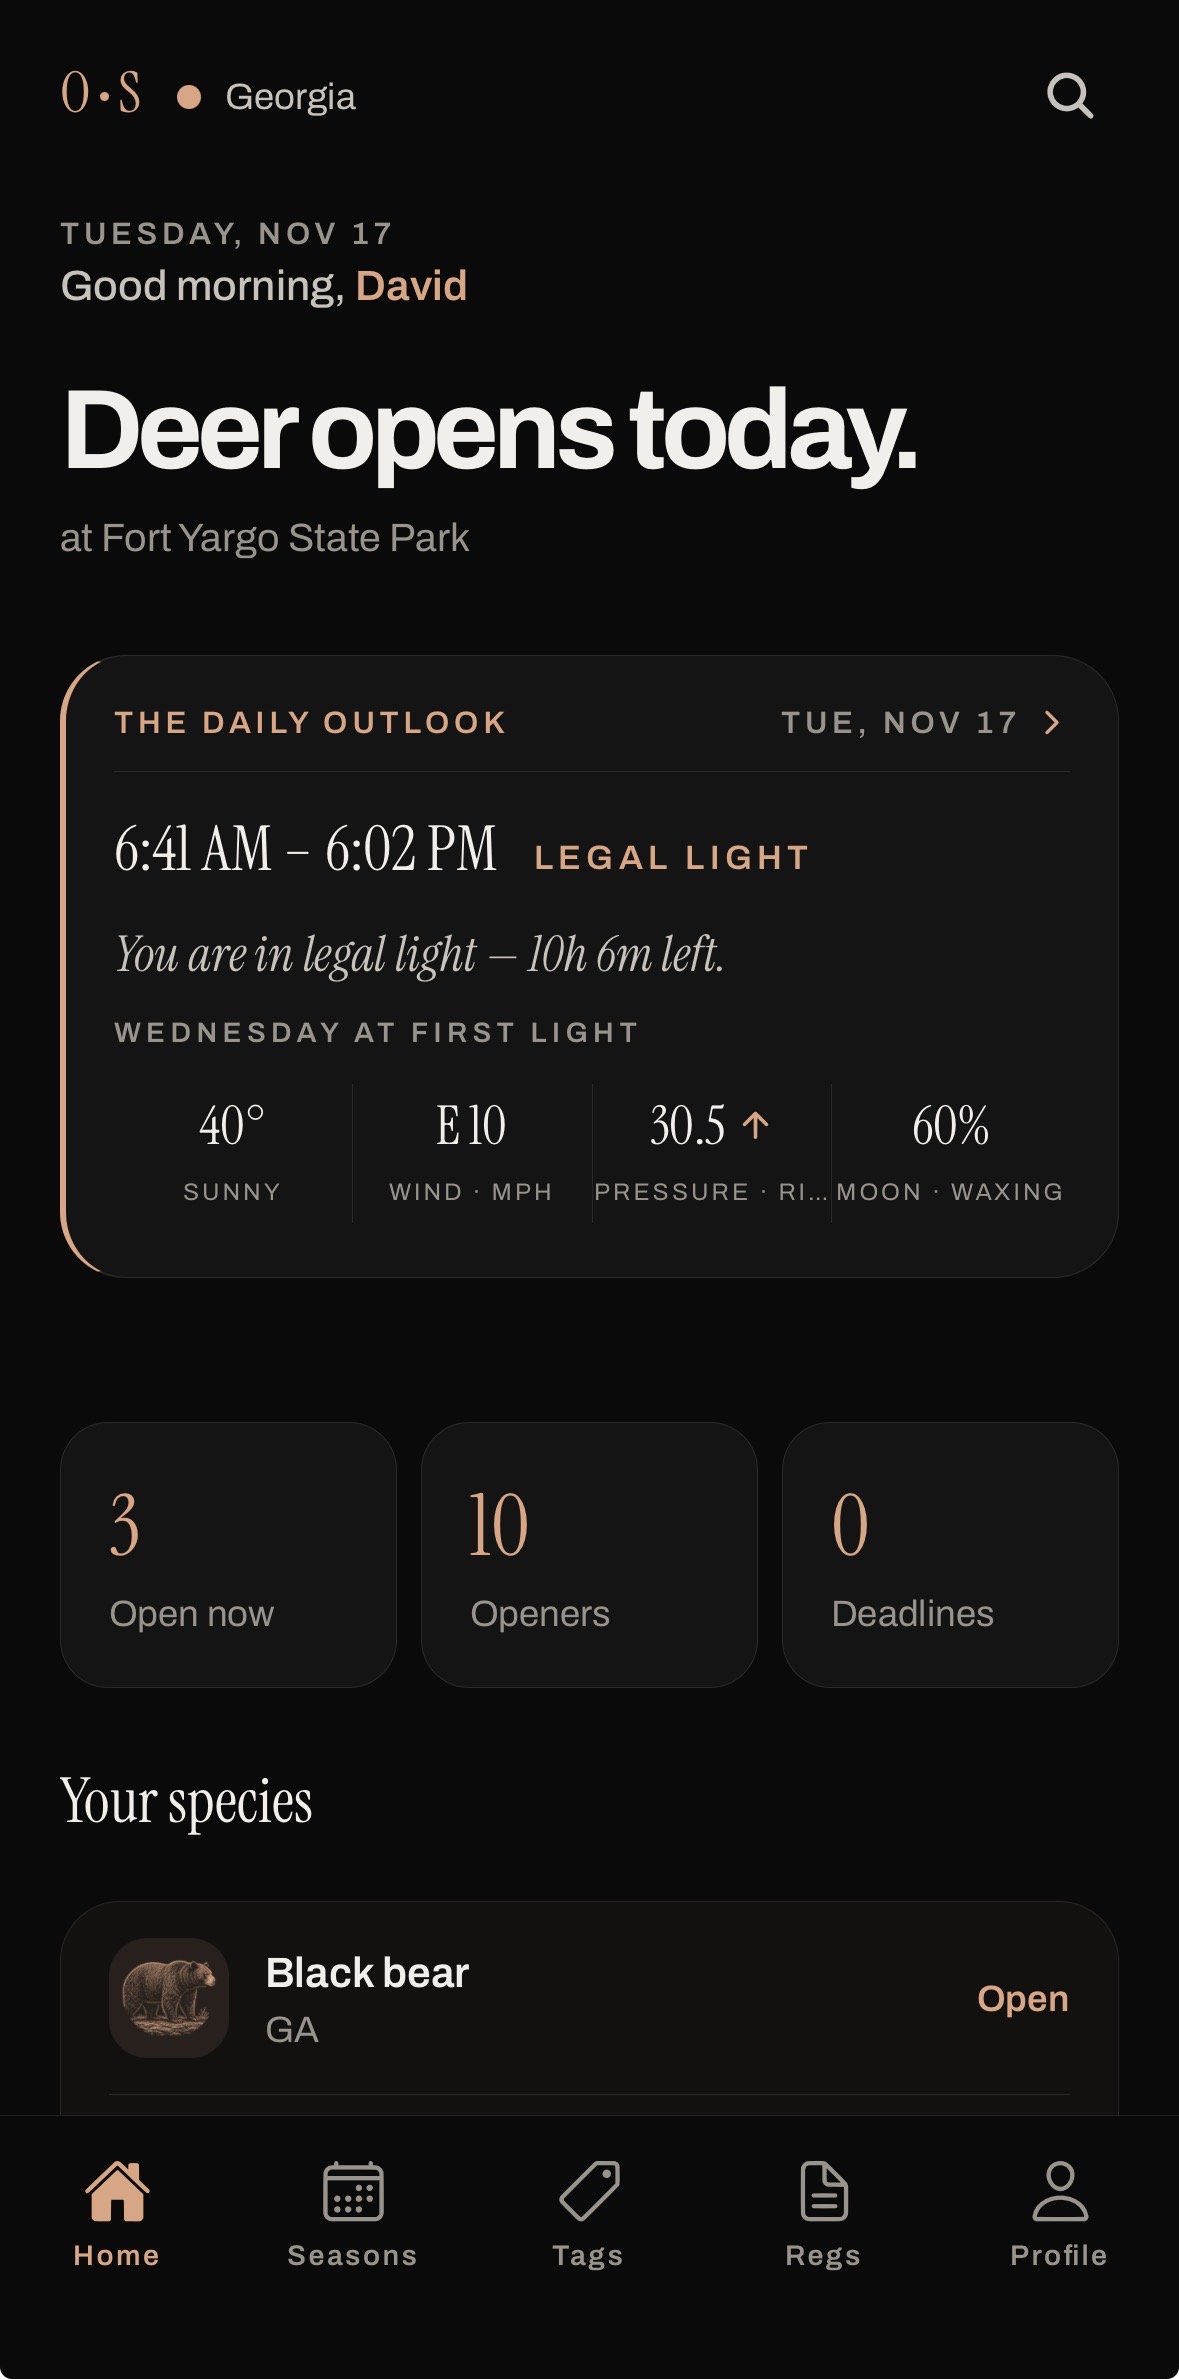 O·S Georgia
TUESDAY, NOV 17
Good morning, David
Deer opens today.
at Fort Yargo State Park
THE DAILY OUTLOOK TUE, NOV 17
6:41 AM – 6:02 PM LEGAL LIGHT
You are in legal light — 10h 6m left.
WEDNESDAY AT FIRST LIGHT
40° E 10 30.5 ↑ 60%
SUNNY WIND · MPH PRESSURE · RI... MOON · WAXING
3 10 0
Open now Openers Deadlines
Your species
Black bear
GA
Open
Home Seasons Tags Regs Profile